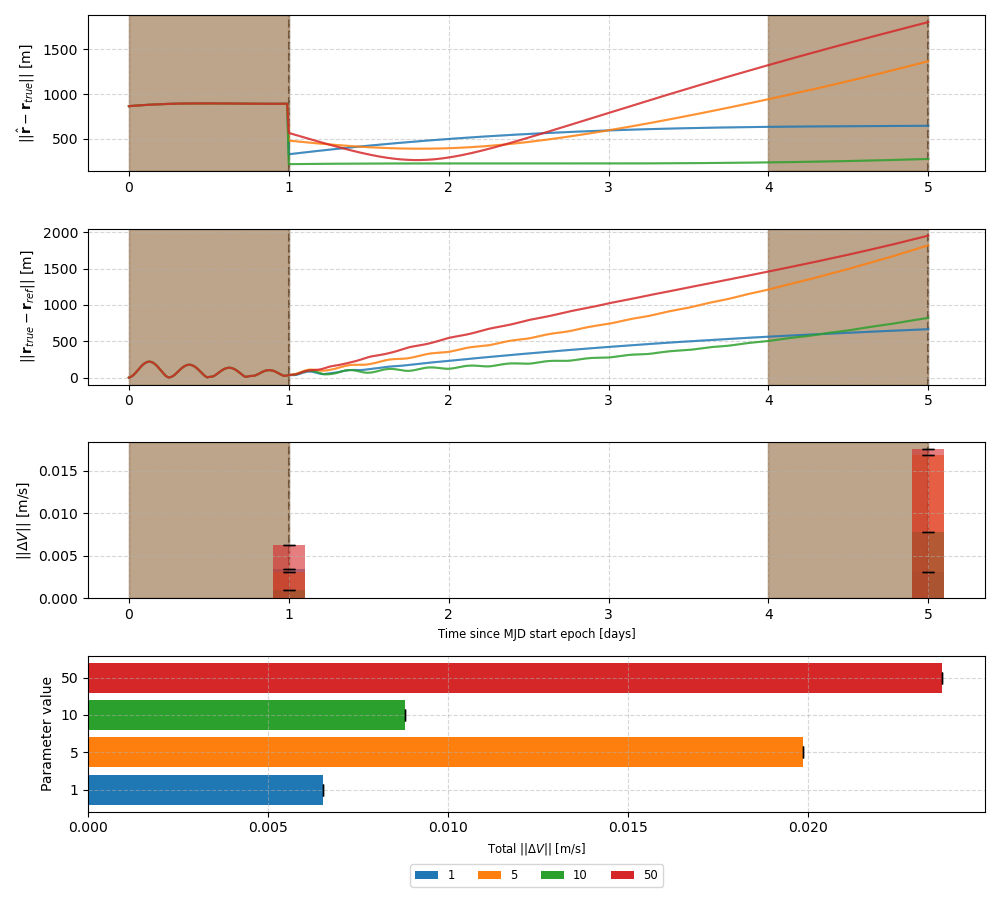 ||r̂ − r_true|| [m]
1500
1000
500
0 1 2 3 4 5
||r_true − r_ref|| [m]
2000
1500
1000
500
0
0 1 2 3 4 5
||ΔV|| [m/s]
0.015
0.010
0.005
0.000
0 1 2 3 4 5
Time since MJD start epoch [days]
Parameter value
50
10
5
1
0.000 0.005 0.010 0.015 0.020
Total ||ΔV|| [m/s]
1 5 10 50